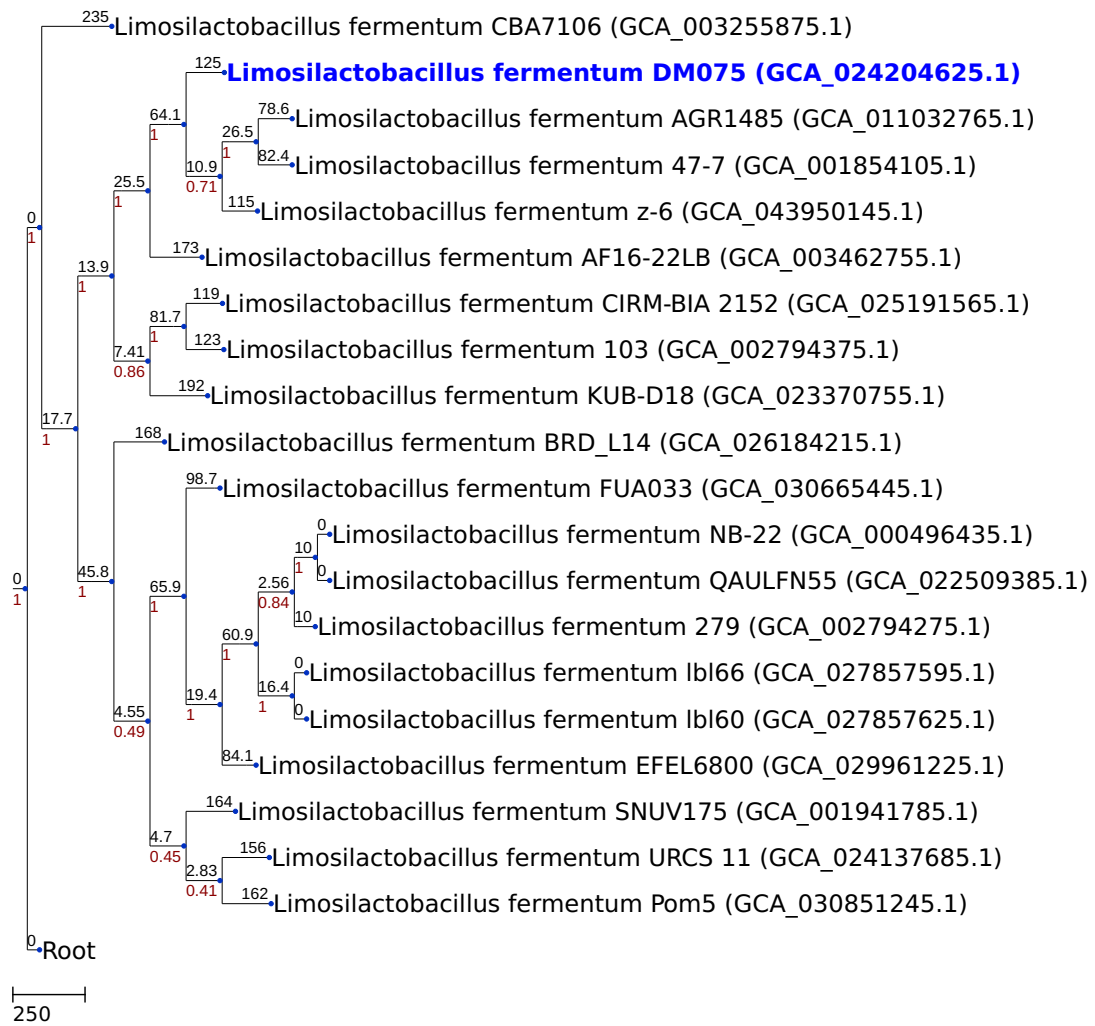 235
Limosilactobacillus fermentum CBA7106 (GCA_003255875.1)
125
Limosilactobacillus fermentum DM075 (GCA_024204625.1)
64.1
1
78.6
Limosilactobacillus fermentum AGR1485 (GCA_011032765.1)
26.5
1
82.4
Limosilactobacillus fermentum 47-7 (GCA_001854105.1)
10.9
0.71
25.5
1
115
Limosilactobacillus fermentum z-6 (GCA_043950145.1)
0
1
173
Limosilactobacillus fermentum AF16-22LB (GCA_003462755.1)
13.9
1
119
Limosilactobacillus fermentum CIRM-BIA 2152 (GCA_025191565.1)
81.7
1
123
Limosilactobacillus fermentum 103 (GCA_002794375.1)
7.41
0.86
192
Limosilactobacillus fermentum KUB-D18 (GCA_023370755.1)
17.7
1
168
Limosilactobacillus fermentum BRD_L14 (GCA_026184215.1)
98.7
Limosilactobacillus fermentum FUA033 (GCA_030665445.1)
0
Limosilactobacillus fermentum NB-22 (GCA_000496435.1)
10
1
0
Limosilactobacillus fermentum QAULFN55 (GCA_022509385.1)
0
1
45.8
1
65.9
1
2.56
0.84
10
Limosilactobacillus fermentum 279 (GCA_002794275.1)
60.9
1
0
Limosilactobacillus fermentum lbl66 (GCA_027857595.1)
16.4
1
19.4
1
0
Limosilactobacillus fermentum lbl60 (GCA_027857625.1)
4.55
0.49
84.1
Limosilactobacillus fermentum EFEL6800 (GCA_029961225.1)
164
Limosilactobacillus fermentum SNUV175 (GCA_001941785.1)
4.7
0.45
156
Limosilactobacillus fermentum URCS 11 (GCA_024137685.1)
2.83
0.41
162
Limosilactobacillus fermentum Pom5 (GCA_030851245.1)
0
Root
250